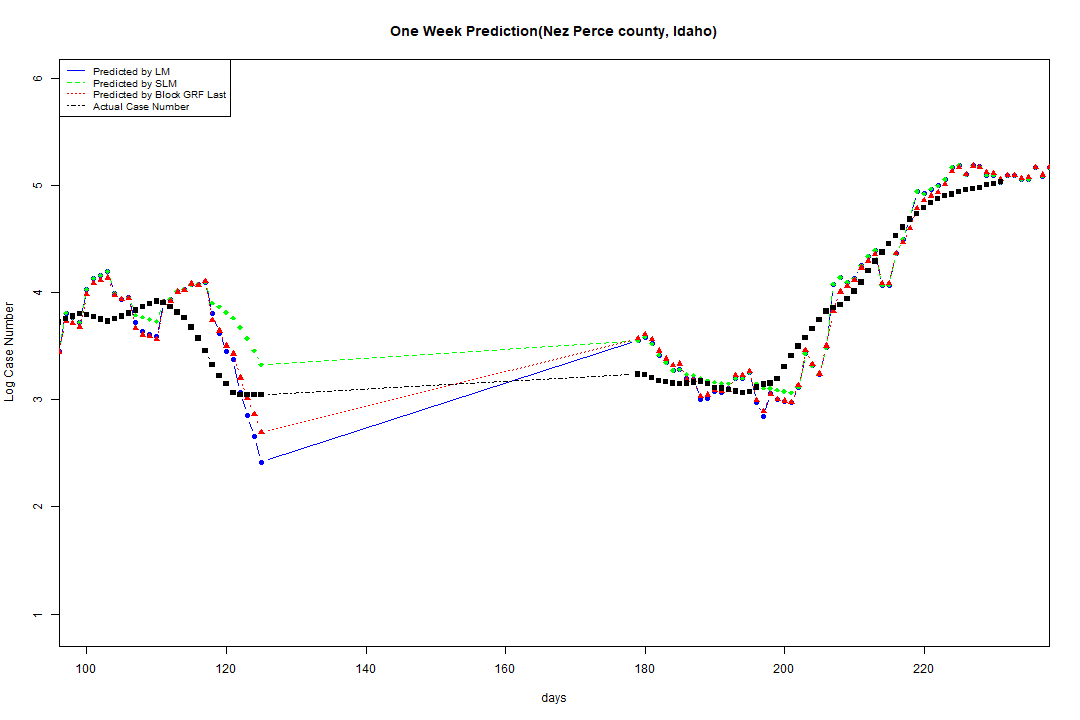 One Week Prediction(Nez Perce county, Idaho)
Predicted by LM
Predicted by SLM
Predicted by Block GRF Last
Actual Case Number
6
5
4
3
2
1
Log Case Number
100 120 140 160 180 200 220
days